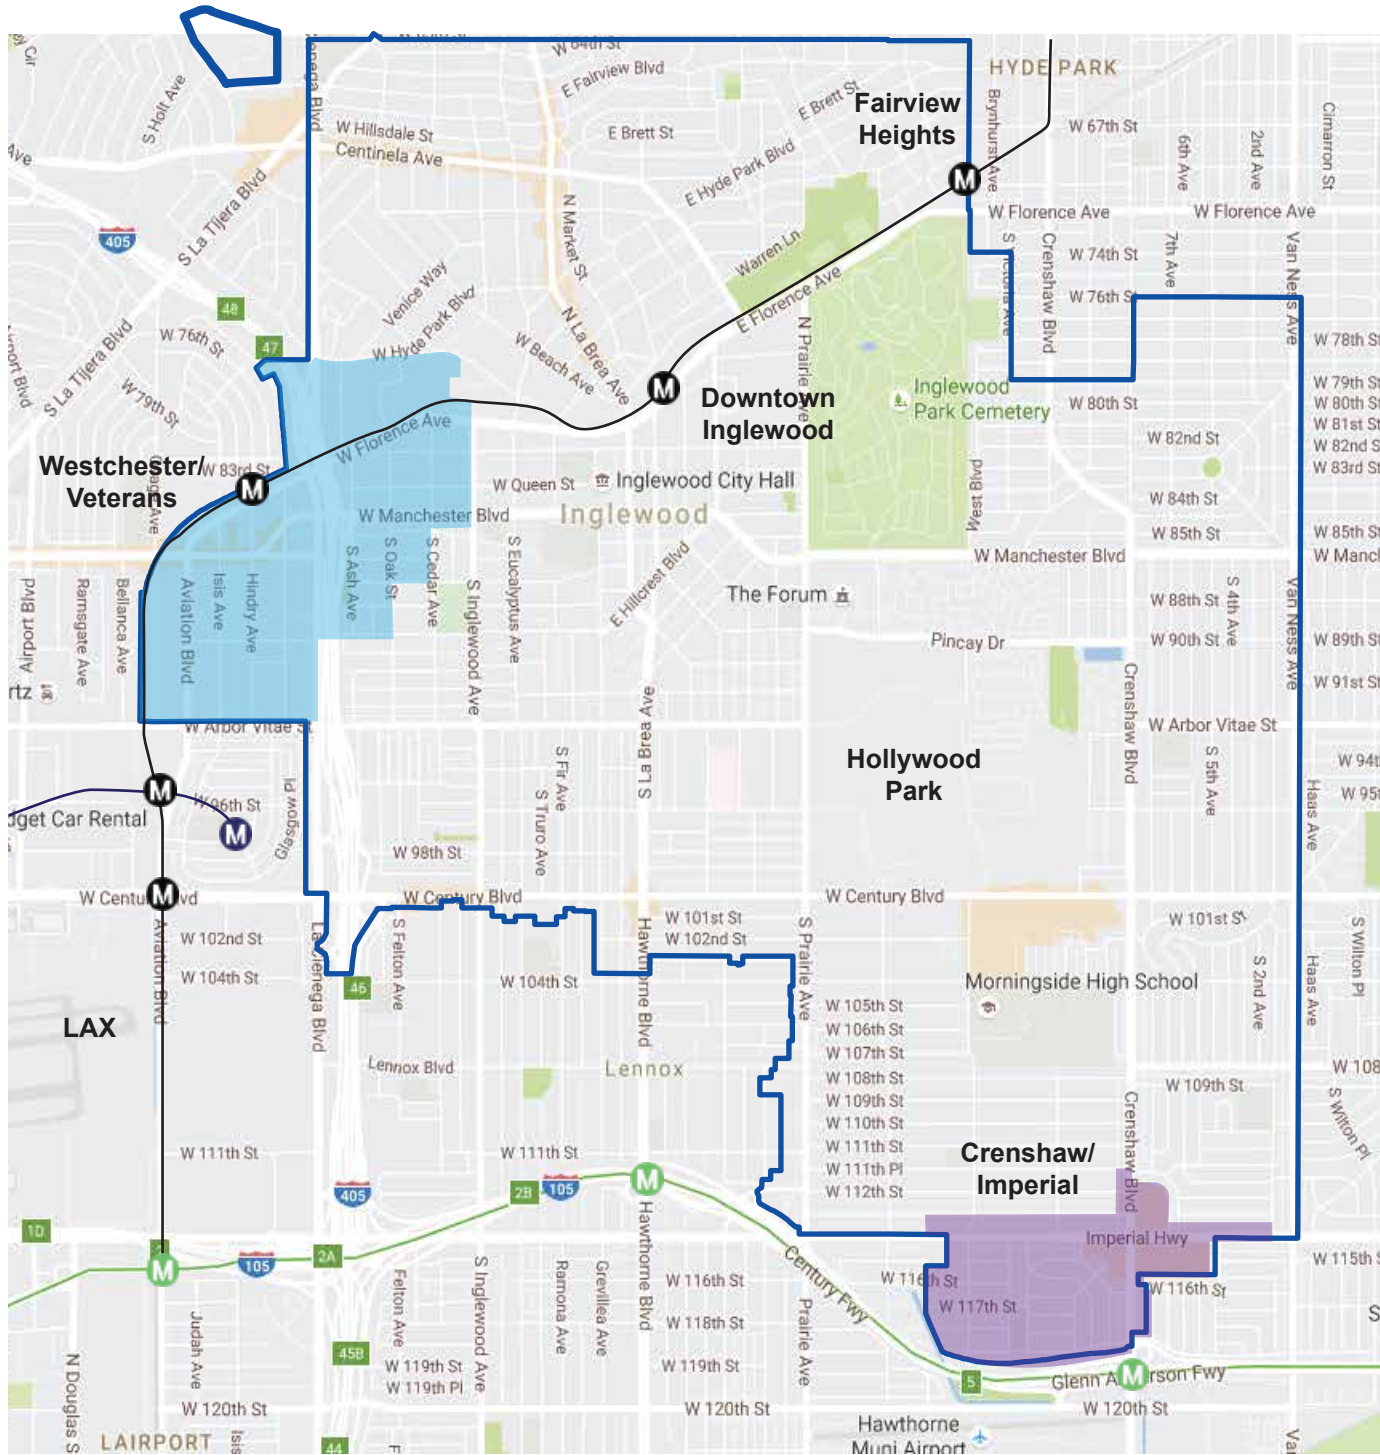 W 64th St
HYDE PARK
E Fairview Blvd
Fairview
Heights
E Brett St
S Holt Ave
Brynhurst Ave
Cimarron St
W Hillsdale St
Centinela Ave
E Brett St
W 67th St
6th Ave
2nd Ave
E Hyde Park Blvd
S La Tijera Blvd
M
N Market St
W Florence Ave
W Florence Ave
405
Warren Ln
Crenshaw Blvd
W 74th St
7th Ave
Van Ness Ave
Venice Way
E Florence Ave
W 76th St
48
W 76th St
47
W Hyde Park Blvd
N La Brea Ave
W Beach Ave
N Prairie Ave
W 78th St
S La Tijera Blvd
W 79th St
M
Downtown
Inglewood
Inglewood
Park Cemetery
W 80th St
W 79th St
W 80th St
W 81st St
W 82nd S
W 83rd St
W Florence Ave
W 82nd St
Westchester/
Veterans
W 83rd St
M
W Queen St
Inglewood City Hall
West Blvd
W 84th St
Inglewood
W Manchester Blvd
W 85th St
W 85th St
W Manchester Blvd
W Manch
S Ash Ave
S Oak St
S Cedar Ave
S Eucalyptus Ave
E Hillcrest Blvd
The Forum
Airport Blvd
Ramsgate Ave
Bellanca Ave
Aviation Blvd
Isis Ave
Hindry Ave
S Inglewood Ave
W 88th St
S 4th Ave
Van Ness Ave
Pincay Dr
W 90th St
W 89th St
rtz
S La Brea Ave
Crenshaw Blvd
W 91st St
W Arbor Vitae St
W Arbor Vitae St
Hollywood
Park
S Fir Ave
S Truro Ave
S 5th Ave
W 94t
W 95t
M
W 96th St
dget Car Rental
M
Glasgow Pl
Haas Ave
W 98th St
W Century Blvd
M
W Century Blvd
W Century Blvd
W 101st St
W 102nd St
W 101st St
W 102nd St
Aviation Blvd
La Cienega Blvd
S Felton Ave
Hawthorne Blvd
S Prairie Ave
S 2nd Ave
Haas Ave
S Wilton Pl
W 104th St
46
W 104th St
Morningside High School
LAX
W 105th St
W 106th St
W 107th St
W 108th St
W 109th St
W 110th St
W 111th St
W 111th Pl
W 112th St
Lennox Blvd
Lennox
W 108
W 109th St
Crenshaw Blvd
S Wilton Pl
W 111th St
W 111th St
Crenshaw/
Imperial
405
2B
105
M
1D
2A
105
M
Imperial Hwy
Hawthorne Blvd
Century Fwy
W 115th S
W 116th St
W 116th St
W 116th St
W 117th St
Judah Ave
Felton Ave
S Inglewood Ave
Ramona Ave
Grevillea Ave
W 118th St
Prairie Ave
45B
W 119th St
W 119th Pl
W 119th St
5
M
Glenn A rson Fwy
N Douglas S
W 120th St
W 120th St
W 120th St
Hawthorne
Muni Airport
LAIRPORT
Isis
44